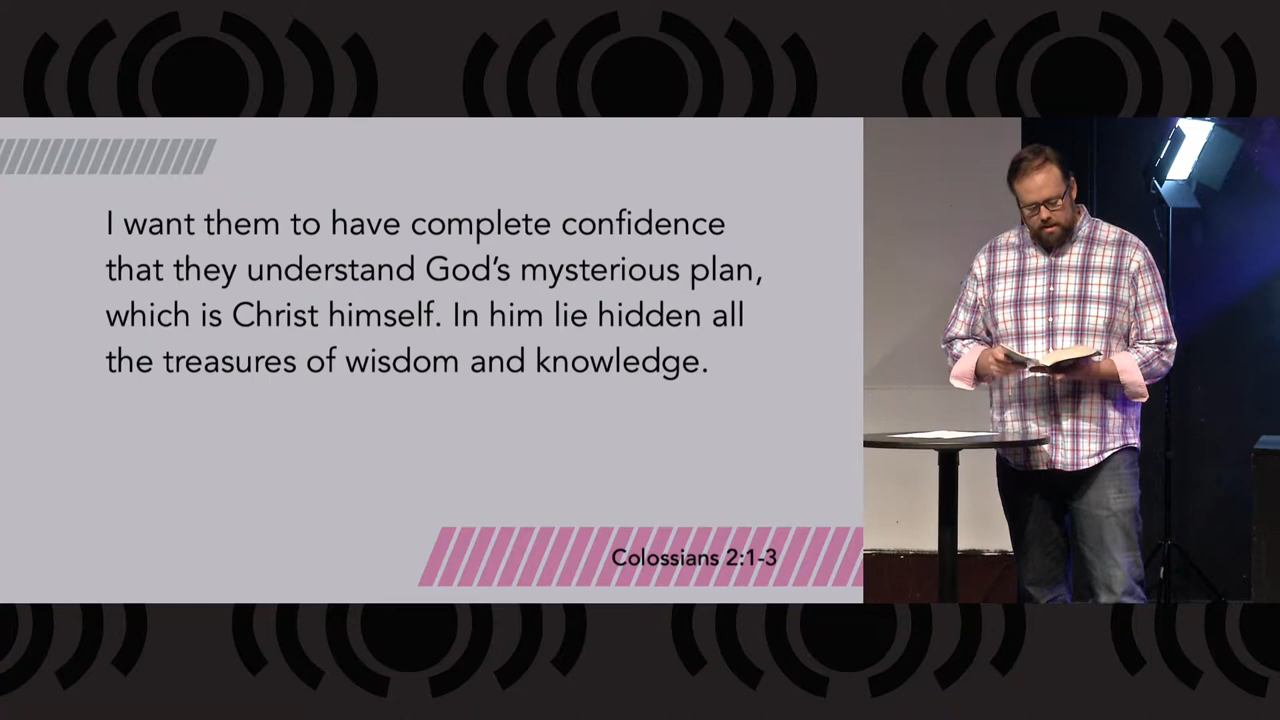 I want them to have complete confidence
that they understand God's mysterious plan,
which is Christ himself. In him lie hidden all
the treasures of wisdom and knowledge.
Colossians 2:1-3